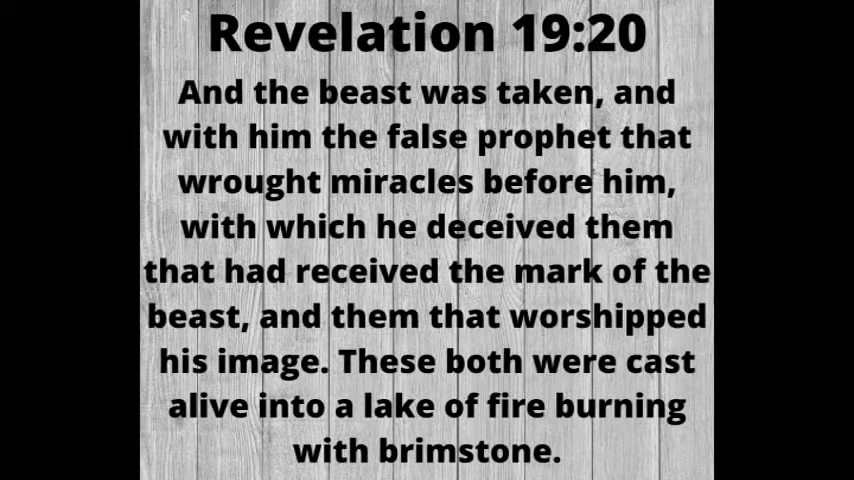 Revelation 19:20
And the beast was taken, and
with him the false prophet that
wrought miracles before him,
with which he deceived them
that had received the mark of the
beast, and them that worshipped
his image. These both were cast
alive into a lake of fire burning
with brimstone.